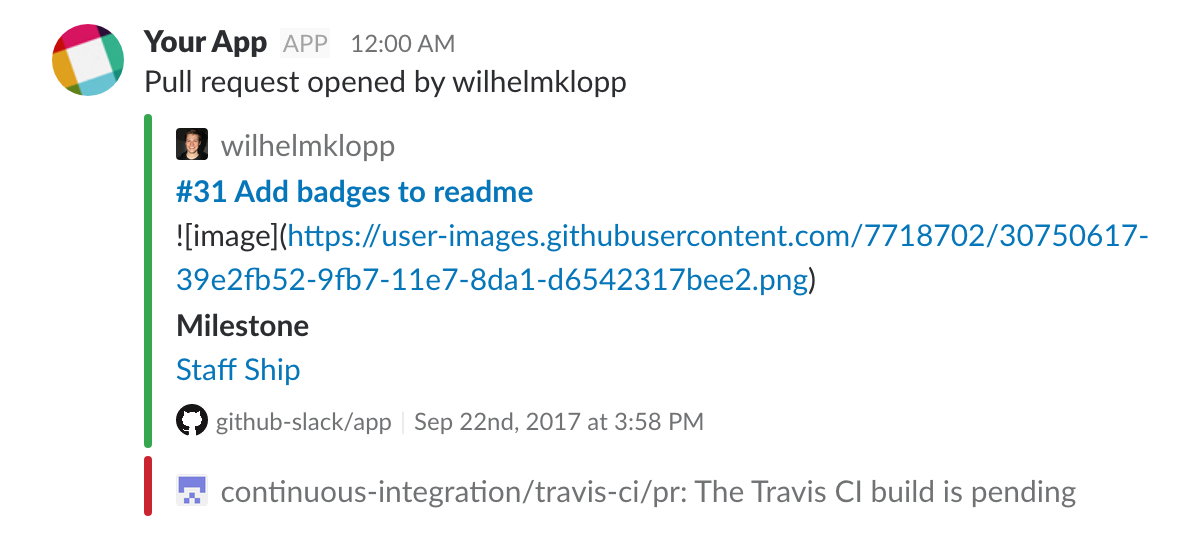 Your App APP 12:00 AM
Pull request opened by wilhelmklopp
wilhelmklopp
#31 Add badges to readme
![image](https://user-images.githubusercontent.com/7718702/30750617-
39e2fb52-9fb7-11e7-8da1-d6542317bee2.png)
Milestone
Staff Ship
github-slack/app | Sep 22nd, 2017 at 3:58 PM
continuous-integration/travis-ci/pr: The Travis CI build is pending